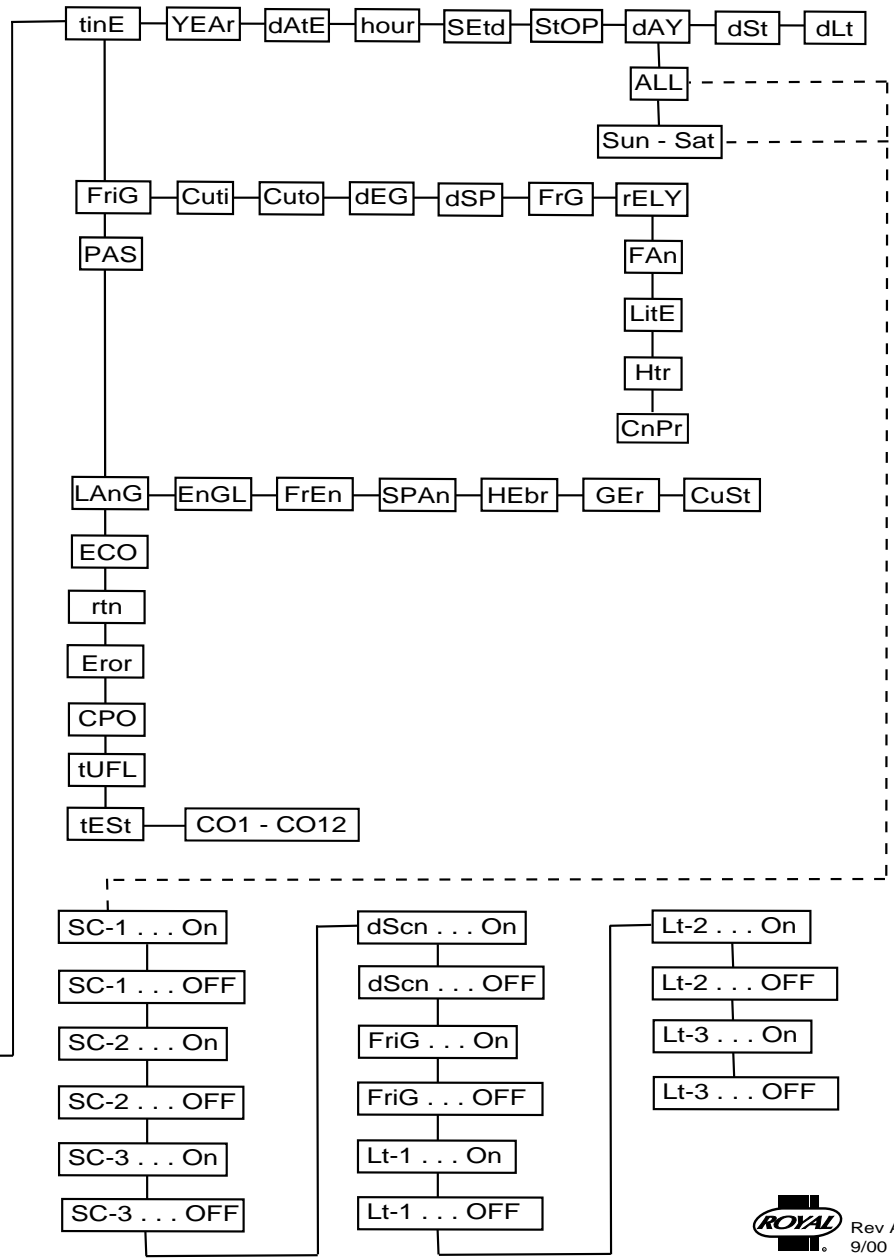 tinE YEAr dAtE hour SEtd StOP dAY dSt dLt
ALL
Sun - Sat
FriG Cuti Cuto dEG dSP FrG rELY
PAS
FAn
LitE
Htr
CnPr
LAnG EnGL FrEn SPAn HEbr GEr CuSt
ECO
rtn
Eror
CPO
tUFL
tESt CO1 - CO12
SC-1 . . . On
SC-1 . . . OFF
SC-2 . . . On
SC-2 . . . OFF
SC-3 . . . On
SC-3 . . . OFF
dScn . . . On
dScn . . . OFF
FriG . . . On
FriG . . . OFF
Lt-1 . . . On
Lt-1 . . . OFF
Lt-2 . . . On
Lt-2 . . . OFF
Lt-3 . . . On
Lt-3 . . . OFF
ROYAL
Rev A
9/00